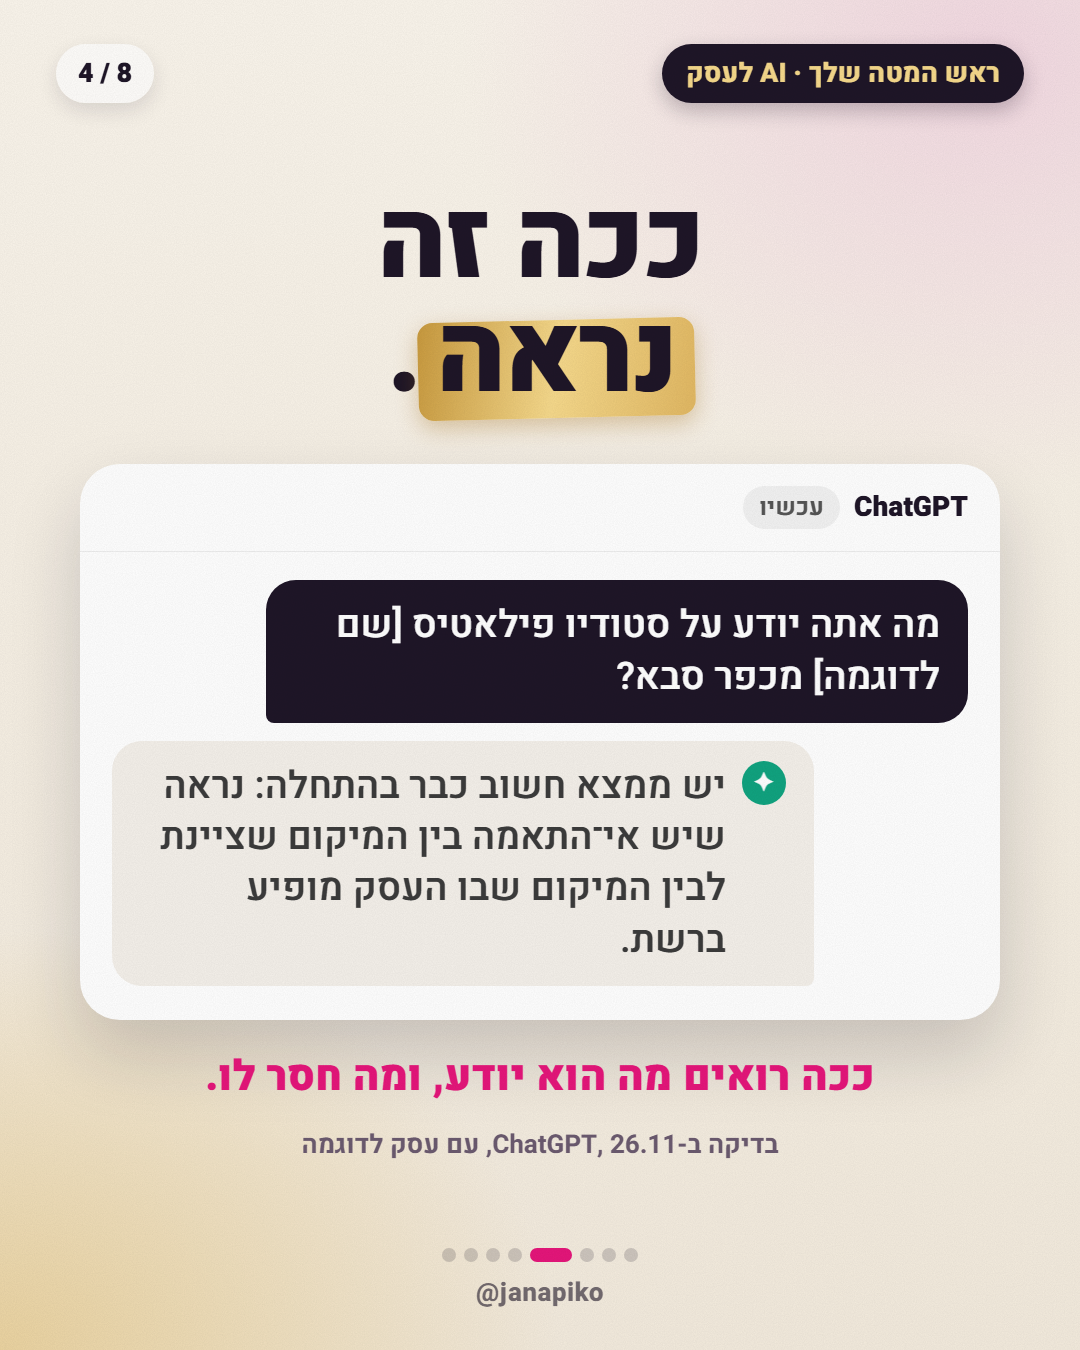 ראש המטה שלך · AI לעסק
4 / 8
ככה זה
נראה.
ChatGPT עכשיו
מה אתה יודע על סטודיו פילאטיס [שם
לדוגמה] מכפר סבא?
יש ממצא חשוב כבר בהתחלה: נראה
שיש אי־התאמה בין המיקום שציינת
לבין המיקום שבו העסק מופיע
ברשת.
ככה רואים מה הוא יודע, ומה חסר לו.
בדיקה ב-ChatGPT, 26.11, עם עסק לדוגמה
@janapiko